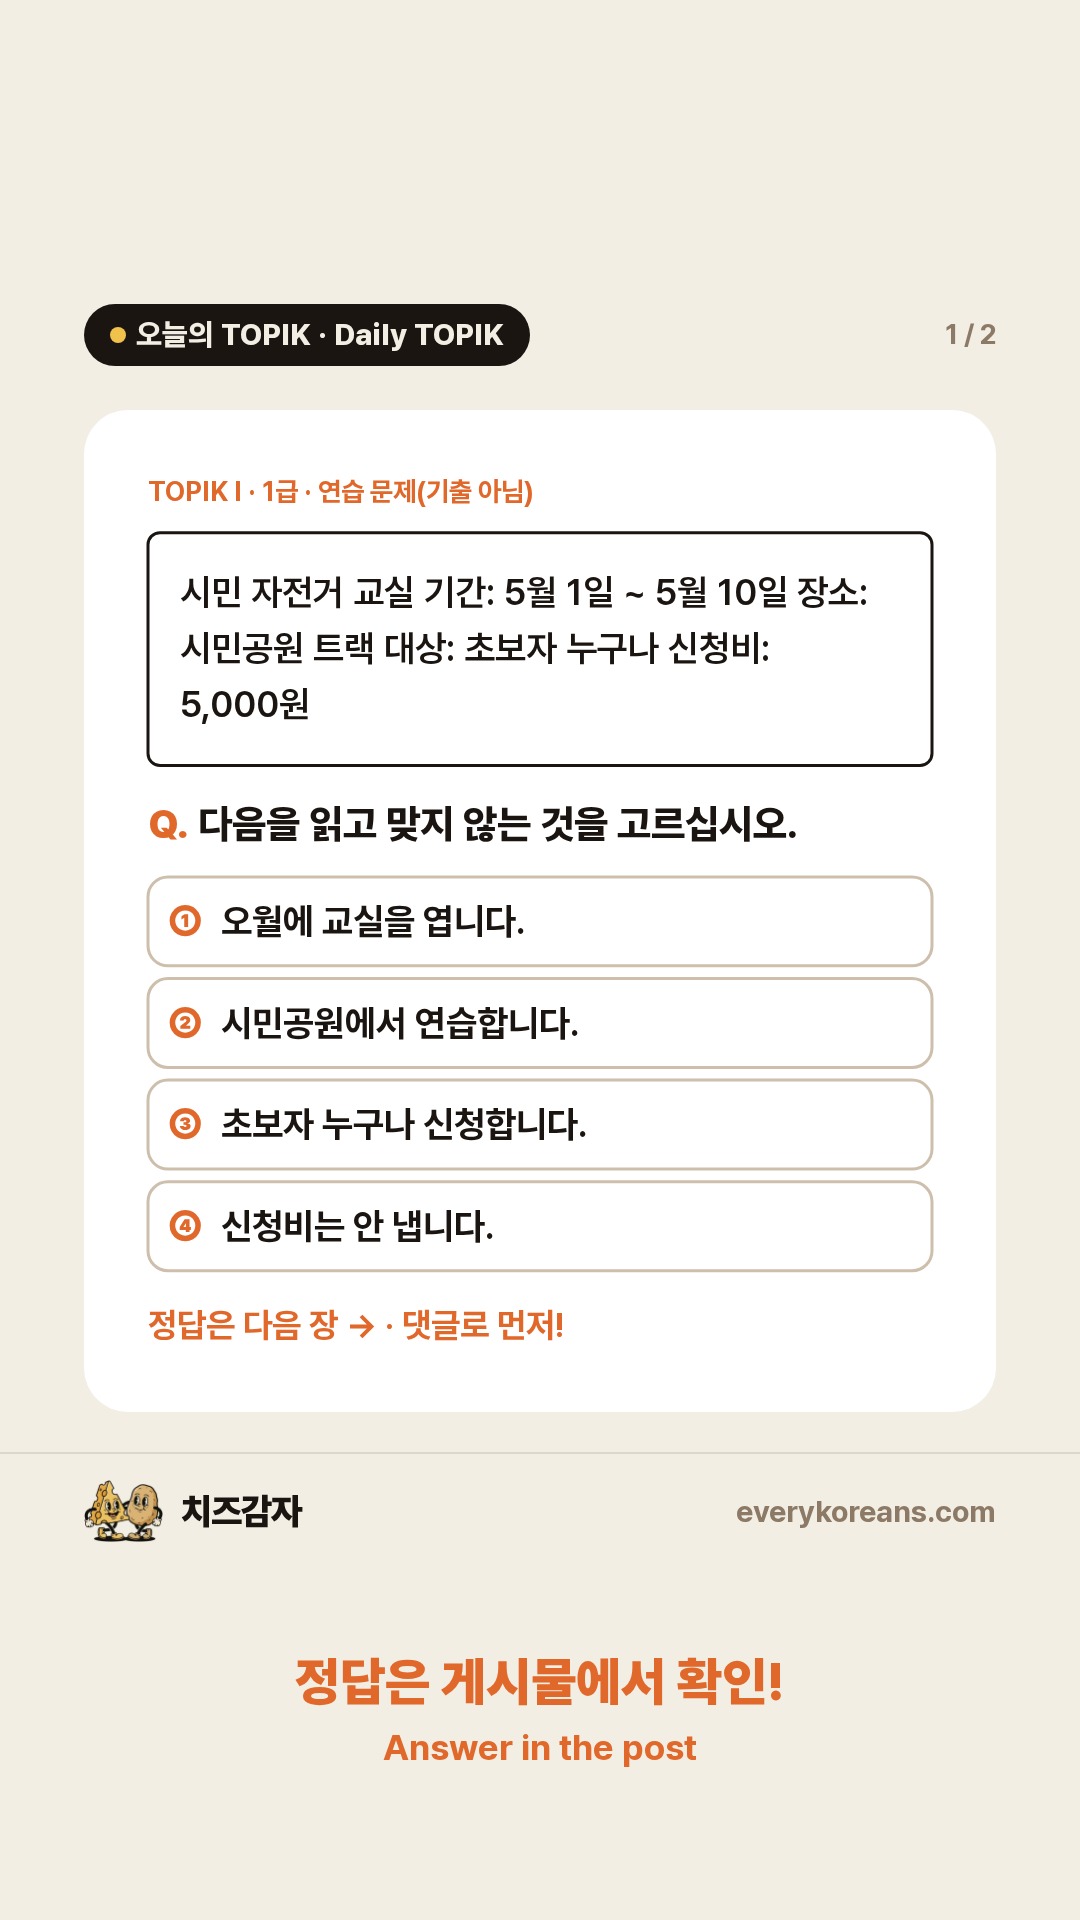 오늘의 TOPIK · Daily TOPIK
1 / 2
TOPIK I · 1급 · 연습 문제(기출 아님)
시민 자전거 교실 기간: 5월 1일 ~ 5월 10일 장소:
시민공원 트랙 대상: 초보자 누구나 신청비:
5,000원
Q. 다음을 읽고 맞지 않는 것을 고르십시오.
❶ 오월에 교실을 엽니다.
❷ 시민공원에서 연습합니다.
❸ 초보자 누구나 신청합니다.
❹ 신청비는 안 냅니다.
정답은 다음 장 → · 댓글로 먼저!
치즈감자
everykoreans.com
정답은 게시물에서 확인!
Answer in the post